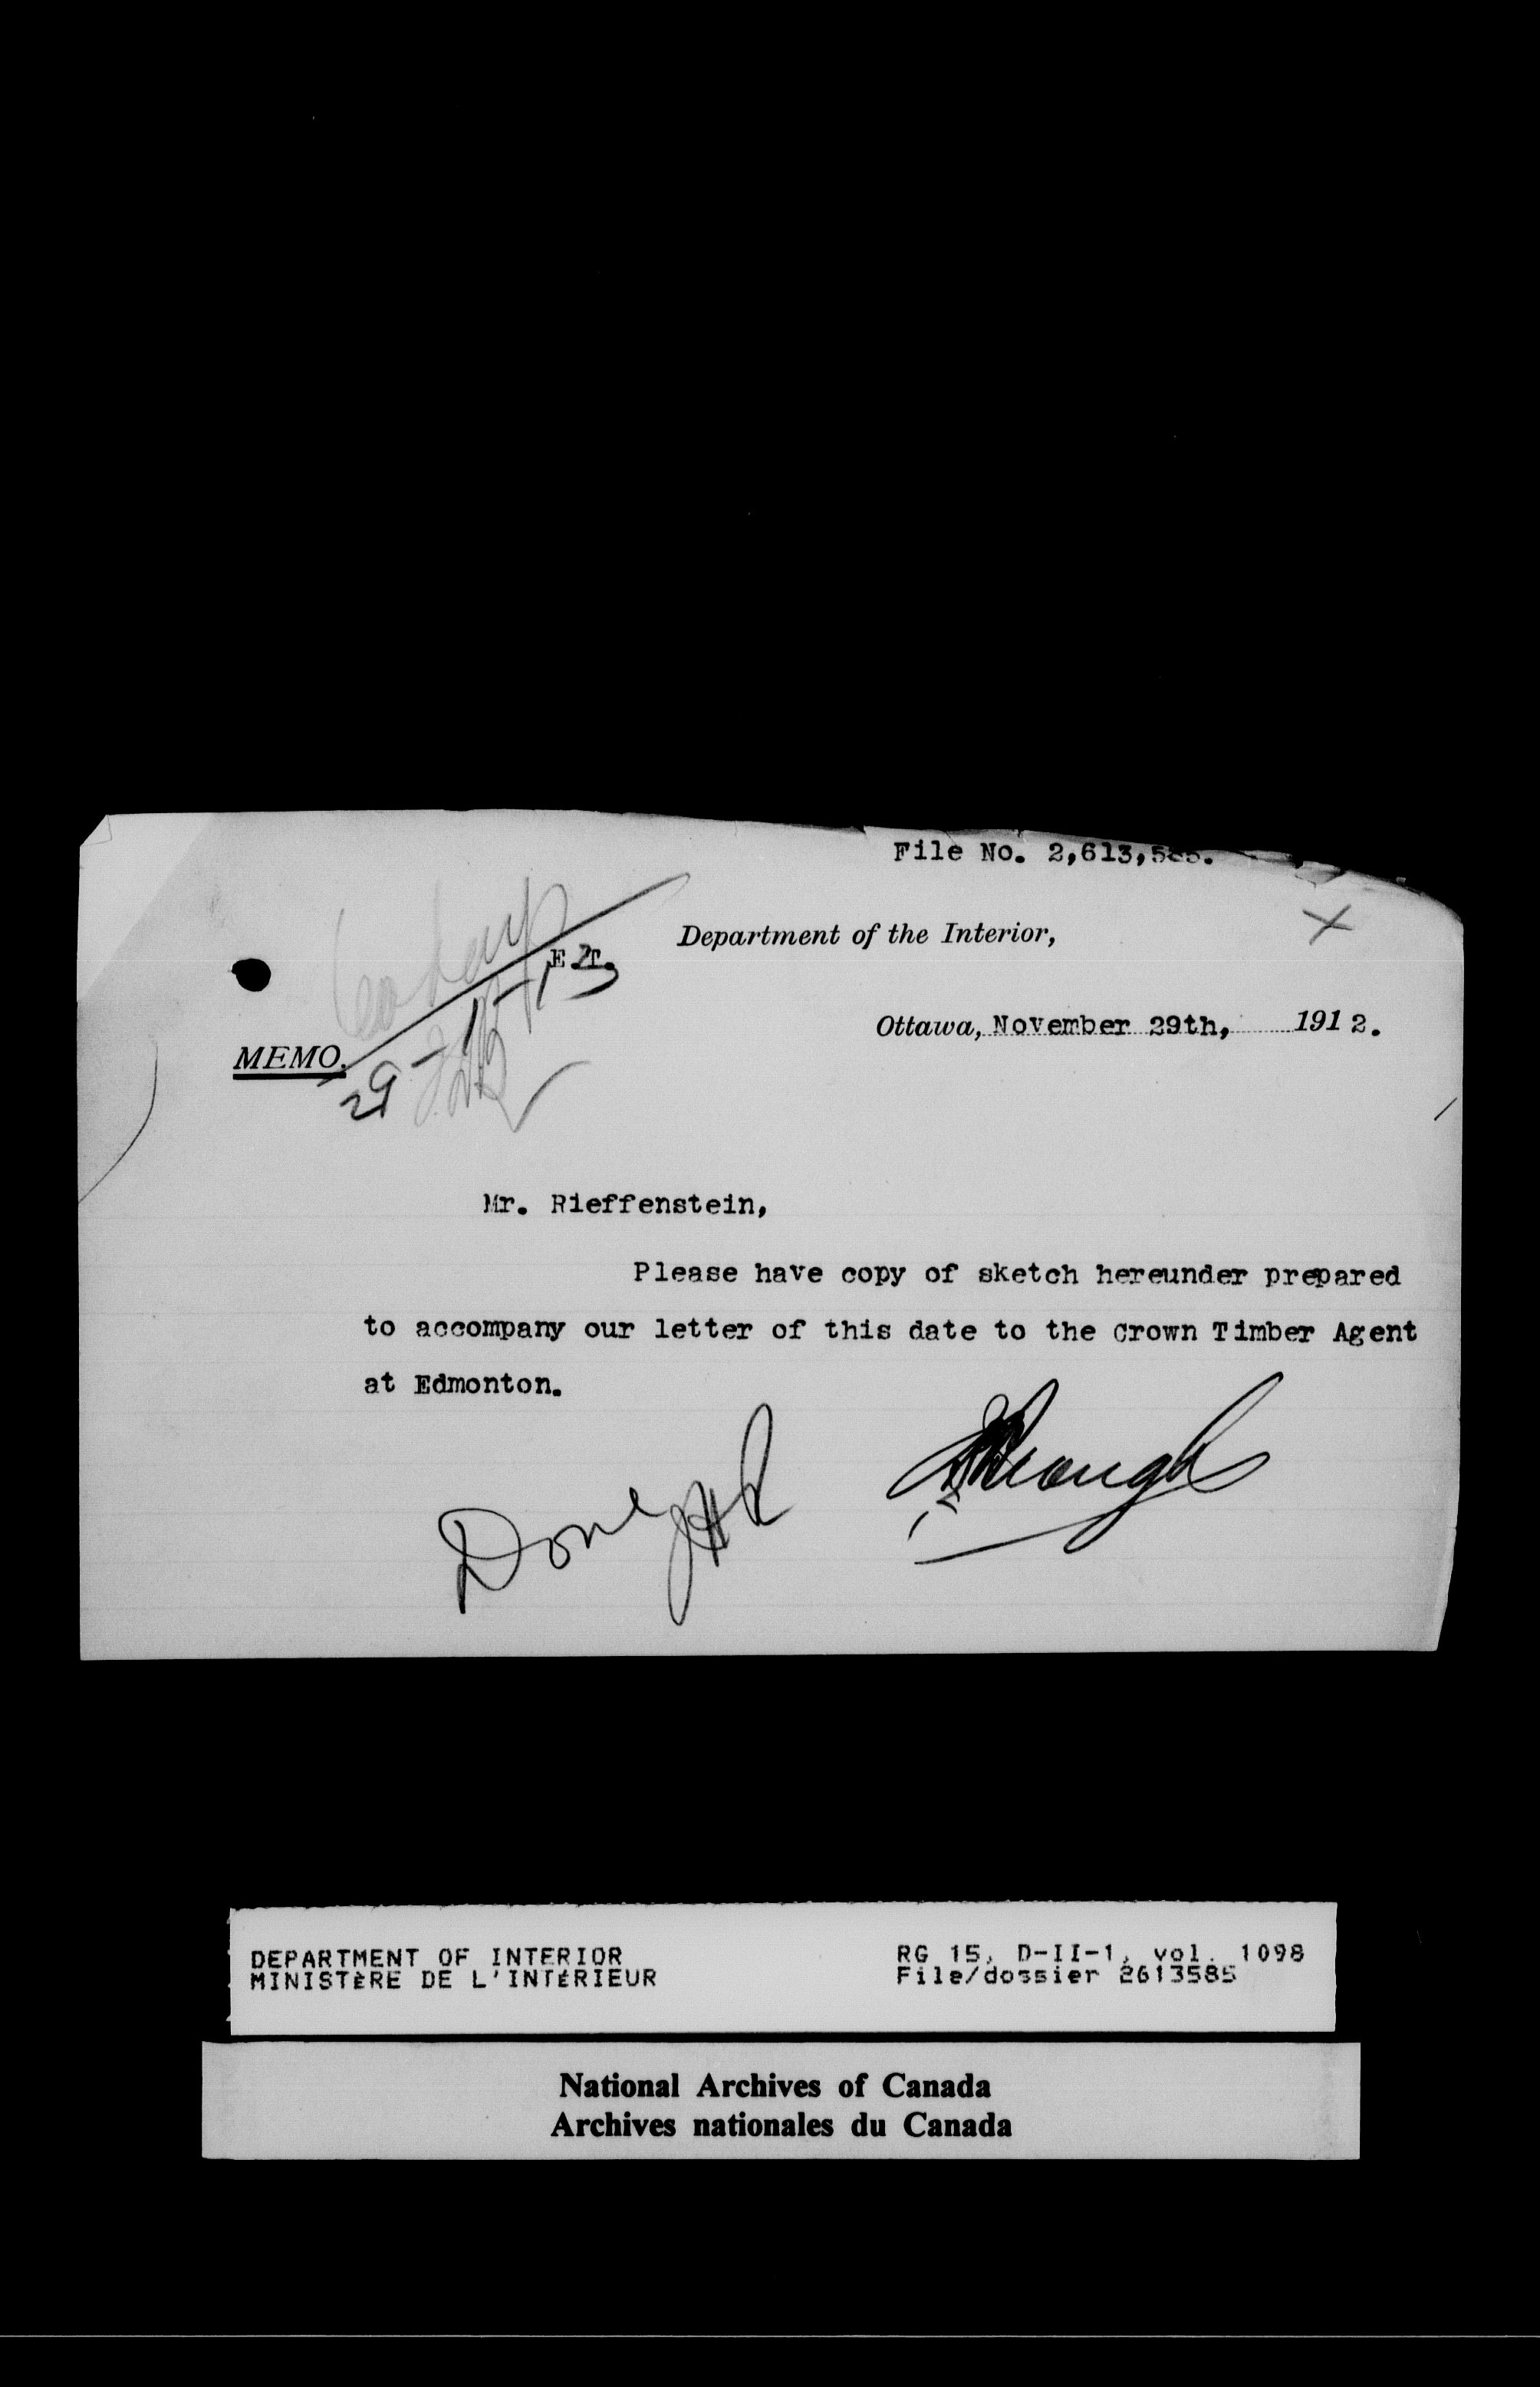 File No. 2,613,585.
Department of the Interior,
E.T.
Ottawa, November 29th, 1912.
MEMO.
29-1-13
Mr. Rieffenstein,
Please have copy of sketch hereunder prepared
to accompany our letter of this date to the Crown Timber Agent
at Edmonton.
Done
DEPARTMENT OF INTERIOR
MINISTÈRE DE L'INTÉRIEUR
RG 15, D-II-1, vol. 1098
File/dossier 2613585
National Archives of Canada
Archives nationales du Canada